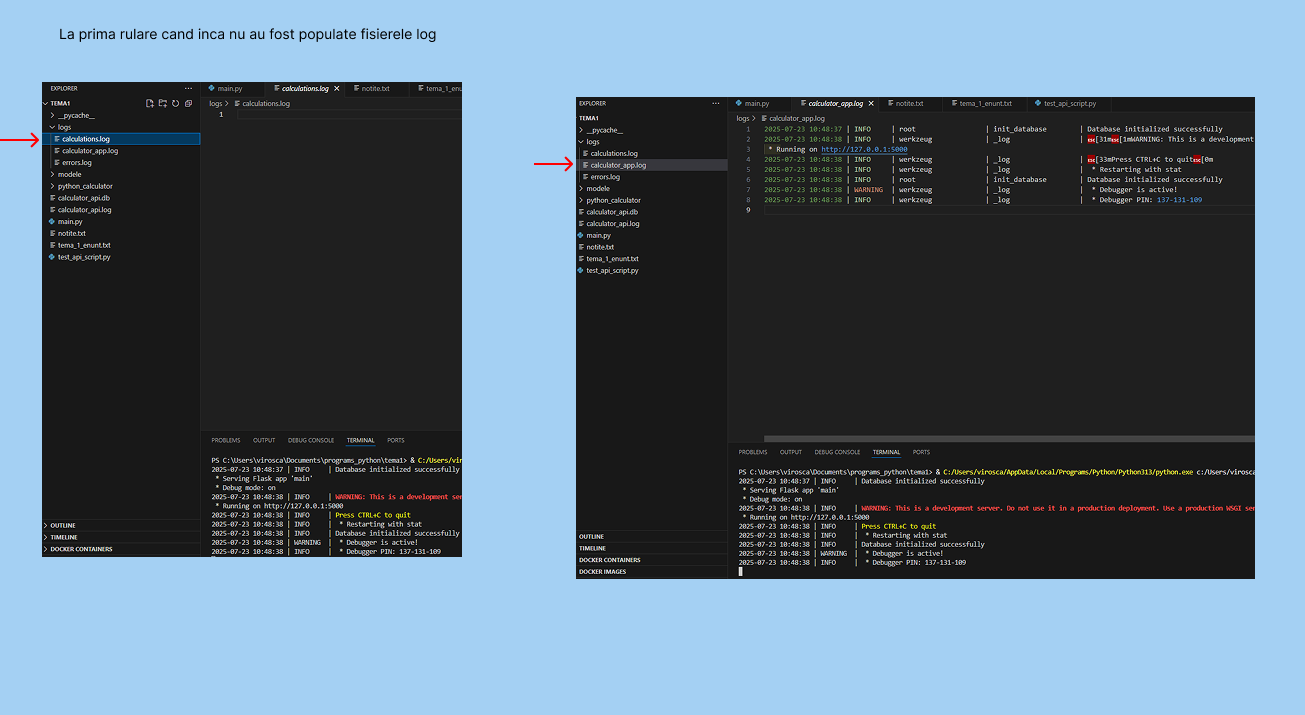 La prima rulare cand inca nu au fost populate fisierele log
EXPLORER
TEMA1
__pycache__
logs
calculations.log
calculator_app.log
errors.log
modele
python_calculator
calculator_api.db
calculator_api.log
main.py
notite.txt
tema_1_enunt.txt
test_api_script.py
OUTLINE
TIMELINE
DOCKER CONTAINERS
main.py calculations.log notite.txt tema_1_enu
logs > calculations.log
1
PROBLEMS OUTPUT DEBUG CONSOLE TERMINAL PORTS
PS C:\Users\virosca\Documents\programs_python\tema1> & C:/Users/vir
2025-07-23 10:48:37 | INFO | Database initialized successfully
* Serving Flask app 'main'
* Debug mode: on
2025-07-23 10:48:38 | INFO | WARNING: This is a development ser
* Running on http://127.0.0.1:5000
2025-07-23 10:48:38 | INFO | Press CTRL+C to quit
2025-07-23 10:48:38 | INFO | * Restarting with stat
2025-07-23 10:48:38 | INFO | Database initialized successfully
2025-07-23 10:48:38 | WARNING | * Debugger is active!
2025-07-23 10:48:38 | INFO | * Debugger PIN: 137-131-109
EXPLORER
TEMA1
__pycache__
logs
calculations.log
calculator_app.log
errors.log
modele
python_calculator
calculator_api.db
calculator_api.log
main.py
notite.txt
tema_1_enunt.txt
test_api_script.py
OUTLINE
TIMELINE
DOCKER CONTAINERS
DOCKER IMAGES
main.py calculator_app.log notite.txt tema_1_enunt.txt test_api_script.py
logs > calculator_app.log
1 2025-07-23 10:48:37 | INFO | root | init_database | Database initialized successfully
2 2025-07-23 10:48:38 | INFO | werkzeug | _log | ESC[31mESC[1mWARNING: This is a development
3 * Running on http://127.0.0.1:5000
4 2025-07-23 10:48:38 | INFO | werkzeug | _log | ESC[33mPress CTRL+C to quitESC[0m
5 2025-07-23 10:48:38 | INFO | werkzeug | _log | * Restarting with stat
6 2025-07-23 10:48:38 | INFO | root | init_database | Database initialized successfully
7 2025-07-23 10:48:38 | WARNING | werkzeug | _log | * Debugger is active!
8 2025-07-23 10:48:38 | INFO | werkzeug | _log | * Debugger PIN: 137-131-109
9
PROBLEMS OUTPUT DEBUG CONSOLE TERMINAL PORTS
PS C:\Users\virosca\Documents\programs_python\tema1> & C:/Users/virosca/AppData/Local/Programs/Python/Python313/python.exe c:/Users/virosca
2025-07-23 10:48:37 | INFO | Database initialized successfully
* Serving Flask app 'main'
* Debug mode: on
2025-07-23 10:48:38 | INFO | WARNING: This is a development server. Do not use it in a production deployment. Use a production WSGI ser
* Running on http://127.0.0.1:5000
2025-07-23 10:48:38 | INFO | Press CTRL+C to quit
2025-07-23 10:48:38 | INFO | * Restarting with stat
2025-07-23 10:48:38 | INFO | Database initialized successfully
2025-07-23 10:48:38 | WARNING | * Debugger is active!
2025-07-23 10:48:38 | INFO | * Debugger PIN: 137-131-109